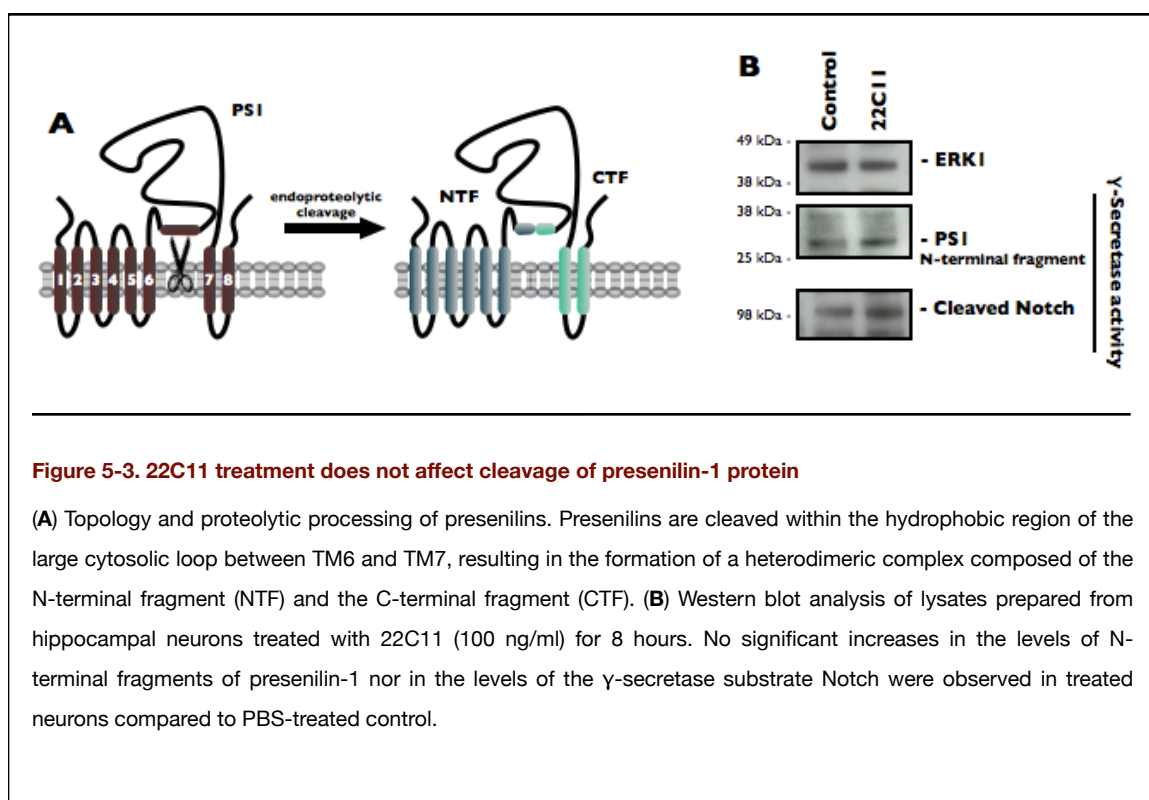 A
PS1
1 2 3 4 5 6 7 8
endoproteolytic
cleavage
NTF
CTF
B
Control
22C11
49 kDa -
- ERK1
38 kDa -
38 kDa -
- PS1
N-terminal fragment
25 kDa -
98 kDa -
- Cleaved Notch
γ-Secretase activity
Figure 5-3. 22C11 treatment does not affect cleavage of presenilin-1 protein
(A) Topology and proteolytic processing of presenilins. Presenilins are cleaved within the hydrophobic region of the
large cytosolic loop between TM6 and TM7, resulting in the formation of a heterodimeric complex composed of the
N-terminal fragment (NTF) and the C-terminal fragment (CTF). (B) Western blot analysis of lysates prepared from
hippocampal neurons treated with 22C11 (100 ng/ml) for 8 hours. No significant increases in the levels of N-
terminal fragments of presenilin-1 nor in the levels of the γ-secretase substrate Notch were observed in treated
neurons compared to PBS-treated control.